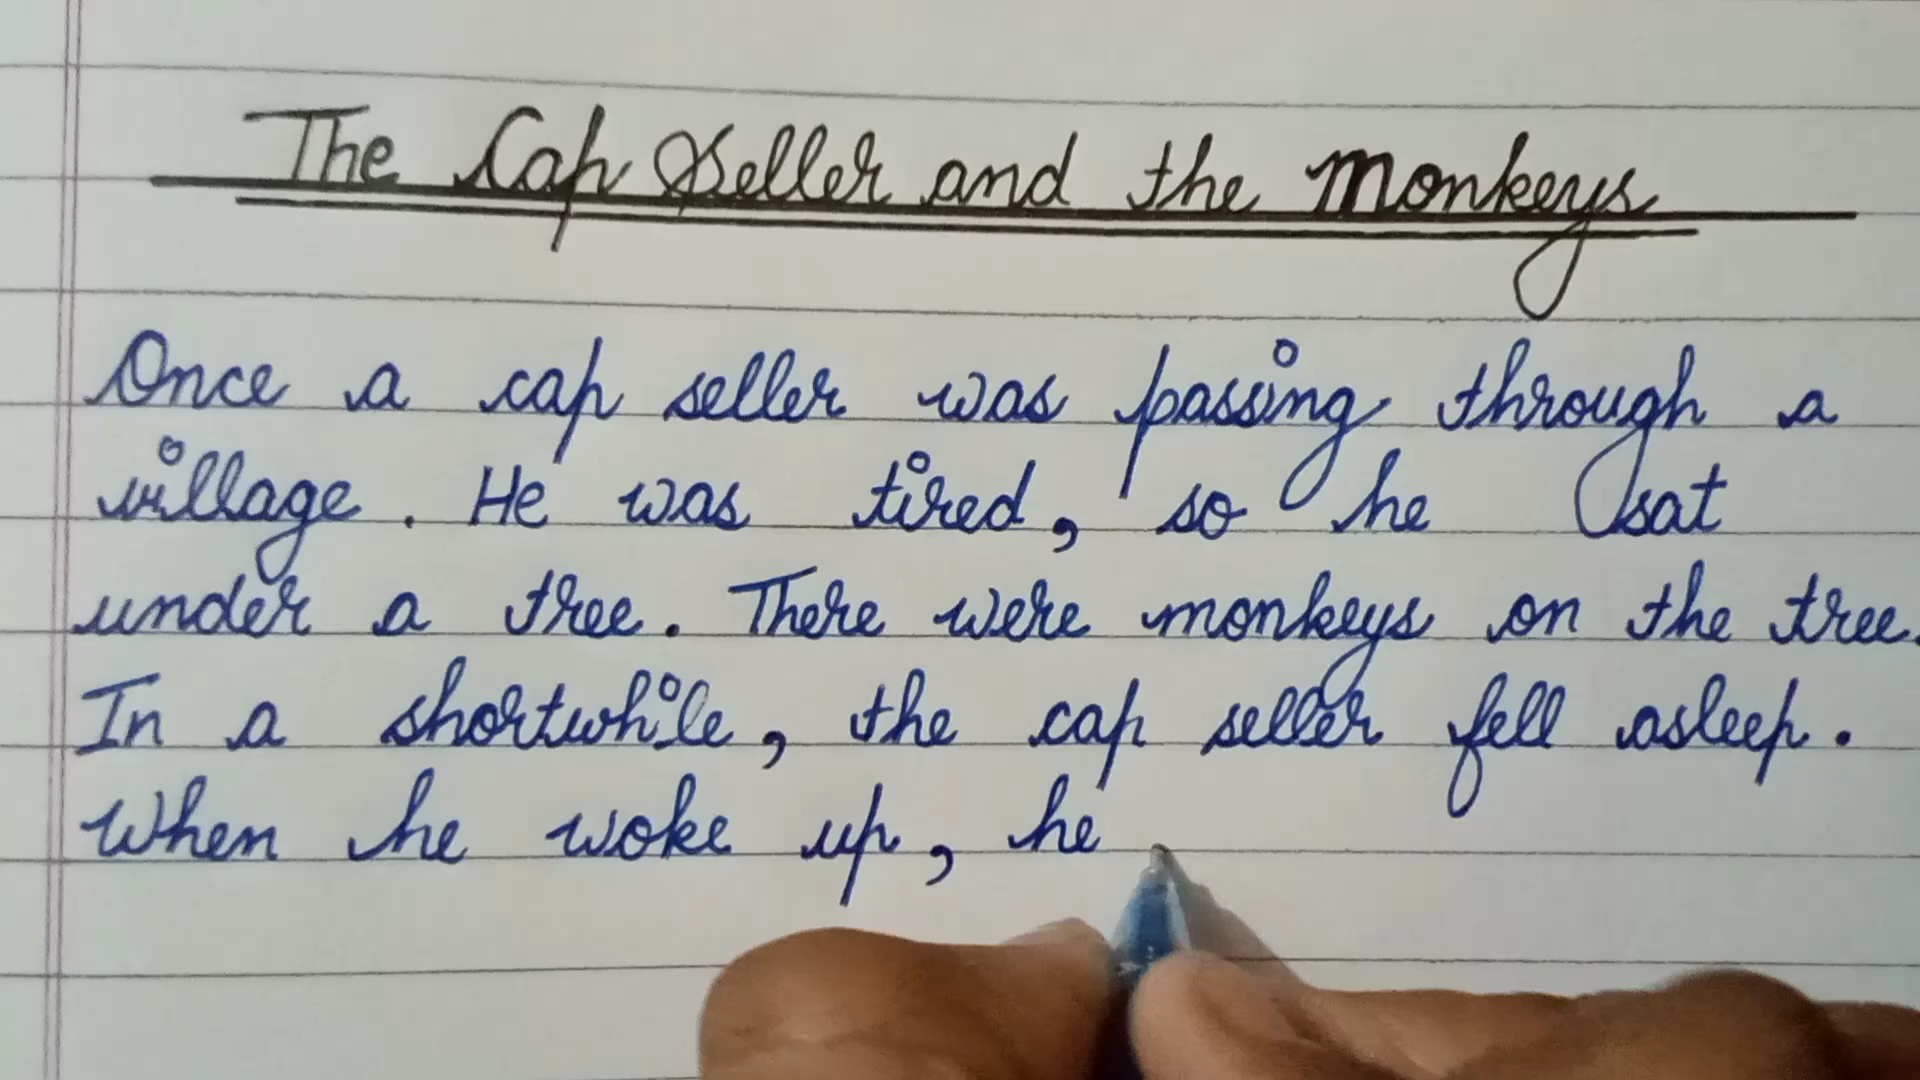 The Cap Seller and the Monkeys
Once a cap seller was passing through a
village. He was tired, so he sat
under a tree. There were monkeys on the tree.
In a shortwhile, the cap seller fell asleep.
When he woke up, he